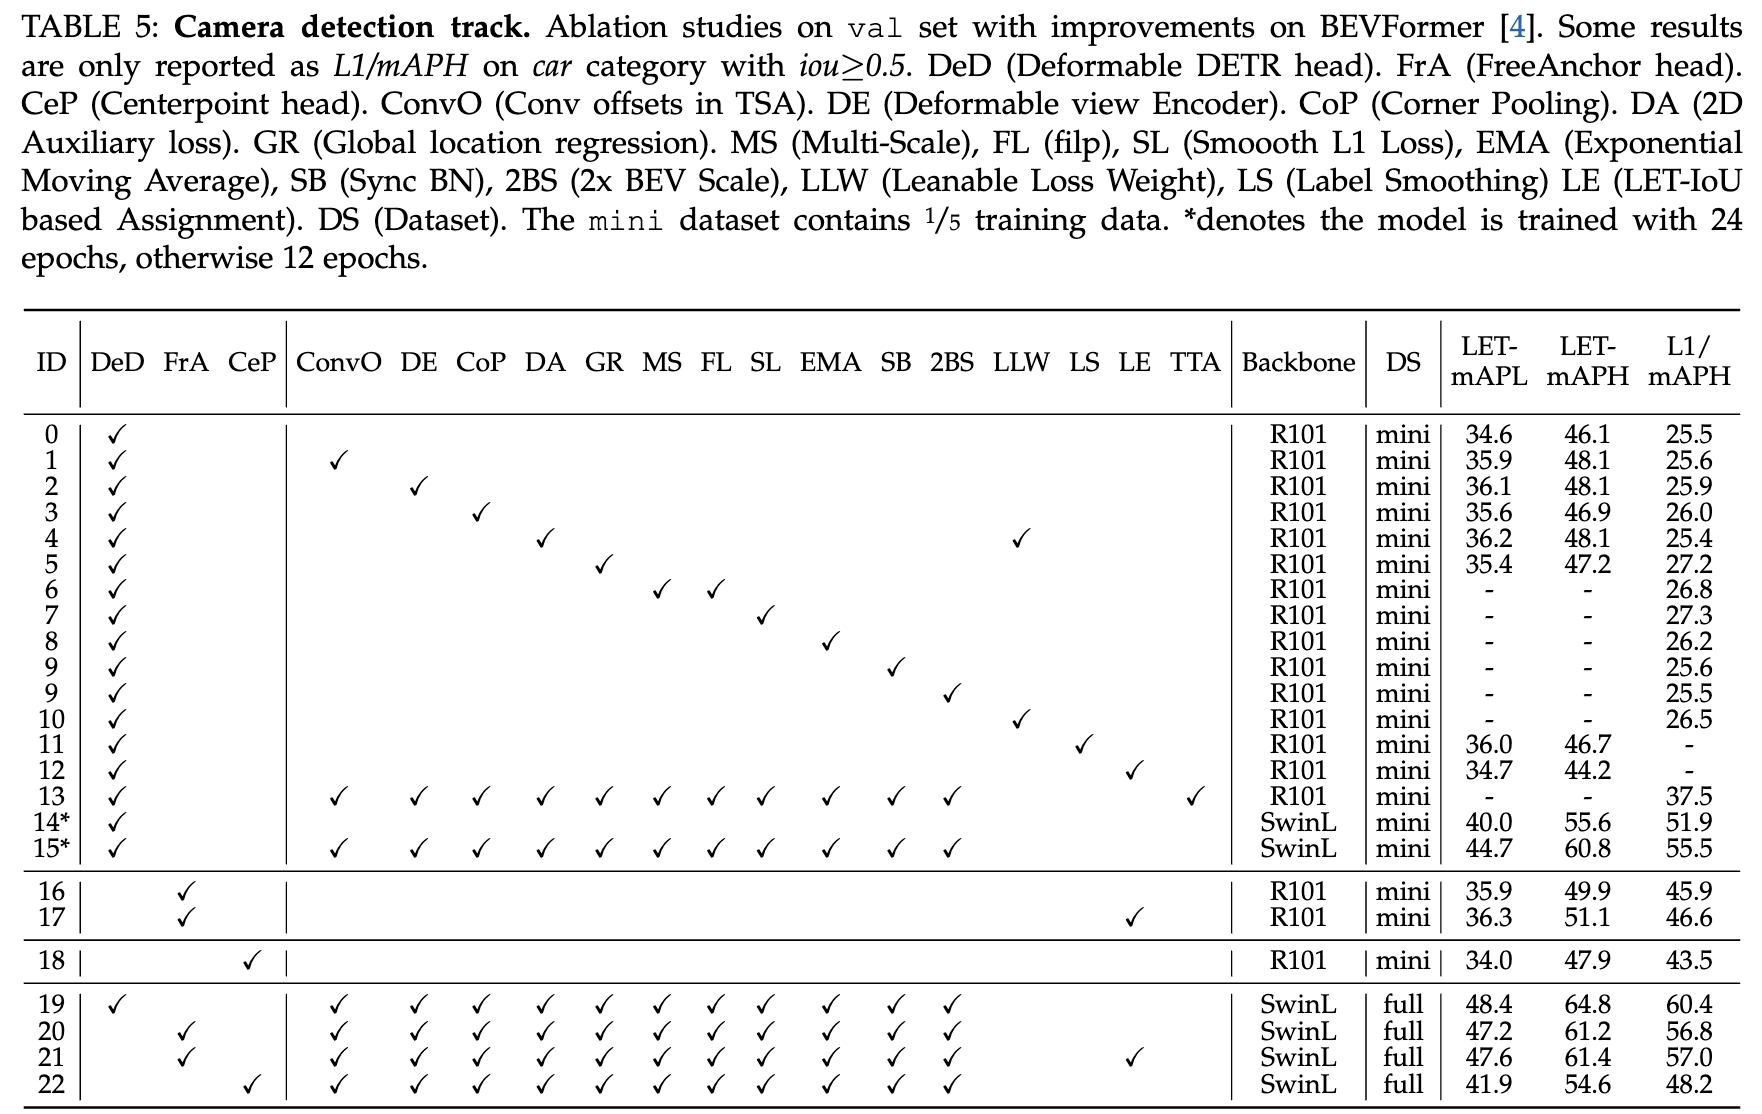 TABLE 5: Camera detection track. Ablation studies on val set with improvements on BEVFormer [4]. Some results
are only reported as L1/mAPH on car category with iou≥0.5. DeD (Deformable DETR head). FrA (FreeAnchor head).
CeP (Centerpoint head). ConvO (Conv offsets in TSA). DE (Deformable view Encoder). CoP (Corner Pooling). DA (2D
Auxiliary loss). GR (Global location regression). MS (Multi-Scale), FL (filp), SL (Smoooth L1 Loss), EMA (Exponential
Moving Average), SB (Sync BN), 2BS (2x BEV Scale), LLW (Leanable Loss Weight), LS (Label Smoothing) LE (LET-IoU
based Assignment). DS (Dataset). The mini dataset contains 1/5 training data. *denotes the model is trained with 24
epochs, otherwise 12 epochs.
ID DeD FrA CeP ConvO DE CoP DA GR MS FL SL EMA SB 2BS LLW LS LE TTA Backbone DS LET-mAPL LET-mAPH L1/mAPH
0 ✓ R101 mini 34.6 46.1 25.5
1 ✓ ✓ R101 mini 35.9 48.1 25.6
2 ✓ ✓ R101 mini 36.1 48.1 25.9
3 ✓ ✓ R101 mini 35.6 46.9 26.0
4 ✓ ✓ ✓ R101 mini 36.2 48.1 25.4
5 ✓ ✓ R101 mini 35.4 47.2 27.2
6 ✓ ✓ ✓ R101 mini - - 26.8
7 ✓ ✓ R101 mini - - 27.3
8 ✓ ✓ R101 mini - - 26.2
9 ✓ ✓ R101 mini - - 25.6
9 ✓ ✓ R101 mini - - 25.5
10 ✓ ✓ R101 mini - - 26.5
11 ✓ ✓ R101 mini 36.0 46.7 -
12 ✓ ✓ R101 mini 34.7 44.2 -
13 ✓ ✓ ✓ ✓ ✓ ✓ ✓ ✓ ✓ ✓ ✓ ✓ ✓ R101 mini - - 37.5
14* ✓ SwinL mini 40.0 55.6 51.9
15* ✓ ✓ ✓ ✓ ✓ ✓ ✓ ✓ ✓ ✓ ✓ ✓ SwinL mini 44.7 60.8 55.5
16 ✓ R101 mini 35.9 49.9 45.9
17 ✓ ✓ R101 mini 36.3 51.1 46.6
18 ✓ R101 mini 34.0 47.9 43.5
19 ✓ ✓ ✓ ✓ ✓ ✓ ✓ ✓ ✓ ✓ ✓ ✓ SwinL full 48.4 64.8 60.4
20 ✓ ✓ ✓ ✓ ✓ ✓ ✓ ✓ ✓ ✓ ✓ ✓ SwinL full 47.2 61.2 56.8
21 ✓ ✓ ✓ ✓ ✓ ✓ ✓ ✓ ✓ ✓ ✓ ✓ ✓ SwinL full 47.6 61.4 57.0
22 ✓ ✓ ✓ ✓ ✓ ✓ ✓ ✓ ✓ ✓ ✓ ✓ SwinL full 41.9 54.6 48.2